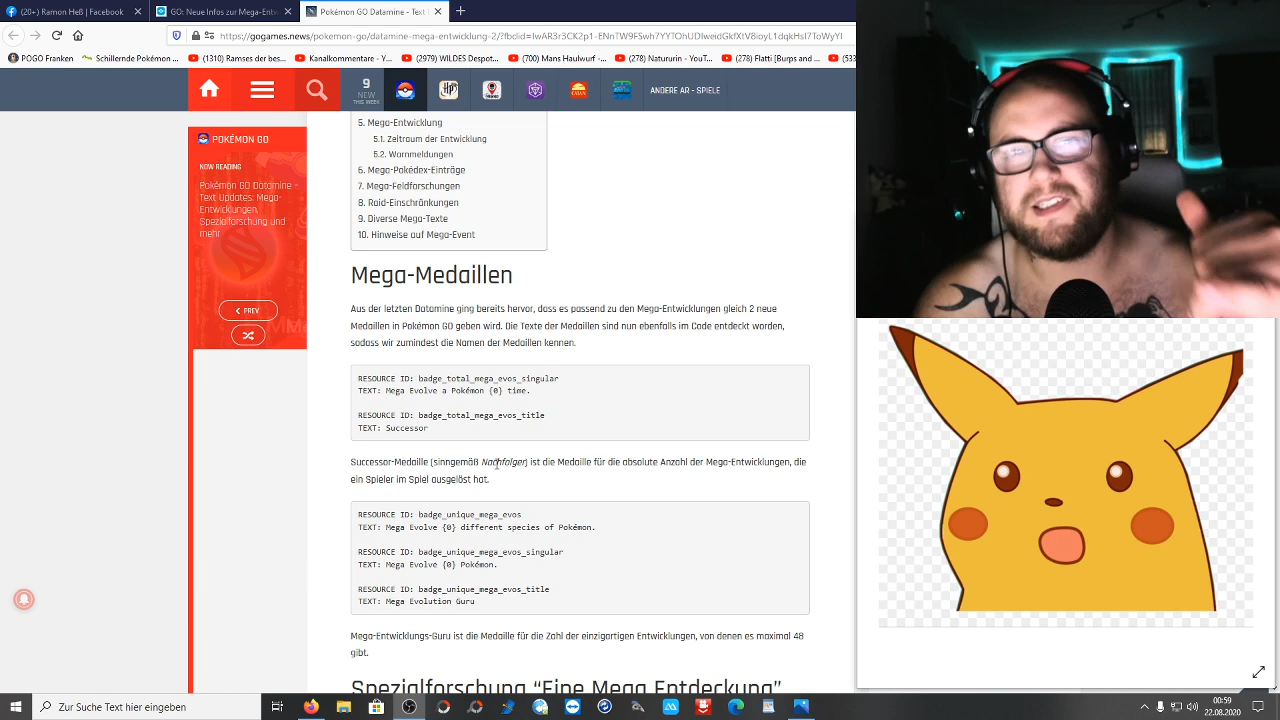 (20+) Ramon Heß | Facebook
GO: Neue Infos zur Mega-Entw
Pokémon GO Datamine - Text U
https://gogames.news/pokemon-go/datamine-mega-entwcklung-2/?fbclid=IwAR3r3CK2p1-ENnTW9FSwh7YYTOhUDIweidGkfXtV8ioyL1dqkHsI7ToWyYI
POGO Franken
Schillernde Pokémon ...
(1310) Ramses der bes...
Kanalkommentare - Y...
(2979) WILDES Despot...
(700) Mans Haulwurf -...
(278) Natururin - YouT...
(278) Flatti [Burps and ...
(533
9
NEW
THIS WEEK
ANDERE AR - SPIELE
POKÉMON GO
NOW READING
Pokémon GO Datamine –
Text Updates: Mega-
Entwicklungen,
Spezialforschung und
mehr
PREV
5. Mega-Entwicklung
5.1. Zeitraum der Entwicklung
5.2. Warnmeldungen
6. Mega-Pokédex-Einträge
7. Mega-Feldforschungen
8. Raid-Einschränkungen
9. Diverse Mega-Texte
10. Hinweise auf Mega-Event
Mega-Medaillen
Aus der letzten Datamine ging bereits hervor, dass es passend zu den Mega-Entwicklungen gleich 2 neue
Medaillen in Pokémon GO geben wird. Die Texte der Medaillen sind nun ebenfalls im Code entdeckt worden,
sodass wir zumindest die Namen der Medaillen kennen.
RESOURCE ID: badge_total_mega_evos_singular
TEXT: Mega Evolve a Pokémon {0} time.
RESOURCE ID: badge_total_mega_evos_title
TEXT: Successor
Successor-Medaille (sinngemäß Nachfolger) ist die Medaille für die absolute Anzahl der Mega-Entwicklungen, die
ein Spieler im Spiel ausgelöst hat.
RESOURCE ID: badge_unique_mega_evos
TEXT: Mega Evolve {0} different species of Pokémon.
RESOURCE ID: badge_unique_mega_evos_singular
TEXT: Mega Evolve {0} Pokémon.
RESOURCE ID: badge_unique_mega_evos_title
TEXT: Mega Evolution Guru
Mega-Entwicklungs-Guru ist die Medaille für die Zahl der einzigartigen Entwicklungen, von denen es maximal 48
gibt.
Spezialforschung “Eine Mega Entdeckung”
Zur Suche Text hier eingeben
00:59
22.08.2020